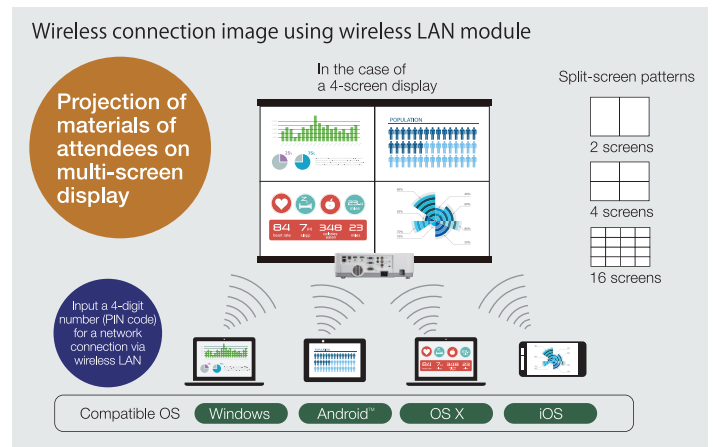 Wireless connection image using wireless LAN module
Projection of
materials of
attendees on
multi-screen
display
In the case of
a 4-screen display
POPULATION
84
7
348
23
Split-screen patterns
2 screens
4 screens
16 screens
Input a 4-digit
number (PIN code)
for a network
connection via
wireless LAN
Compatible OS
Windows
Android™
OS X
iOS